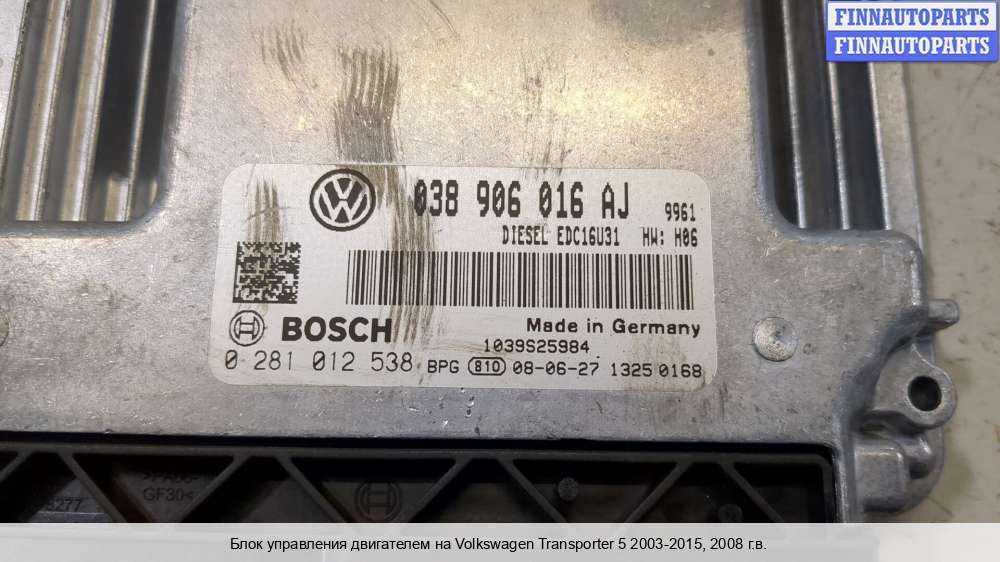 FINNAUTOPARTS
FINNAUTOPARTS
038 906 016 AJ 9961
DIESEL EDC16U31 HW: H06
BOSCH Made in Germany
1039S25984
0 281 012 538 BPG 810 08-06-27 1325 0168
GF30<
Блок управления двигателем на Volkswagen Transporter 5 2003-2015, 2008 г.в.